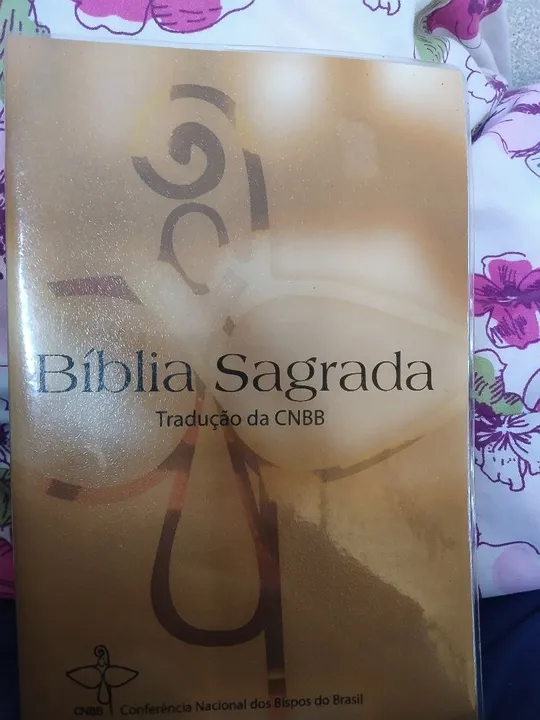 Bíblia Sagrada
Tradução da CNBB
CNBB Conferência Nacional dos Bispos do Brasil